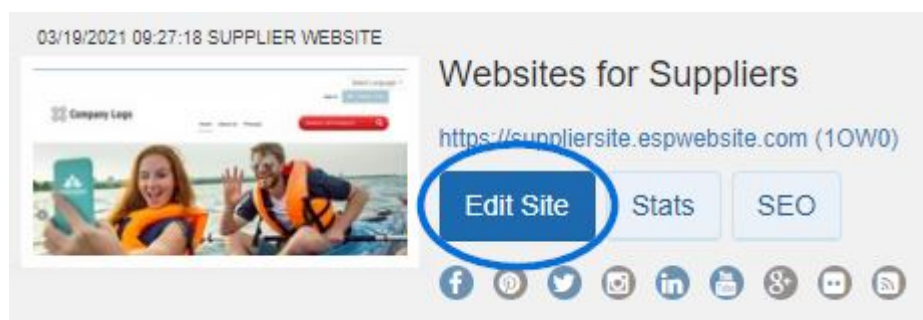 03/19/2021 09:27:18 SUPPLIER WEBSITE
Websites for Suppliers
Company Logo
https://suppliersite.espwebsite.com (1OW0)
Edit Site
Stats
SEO